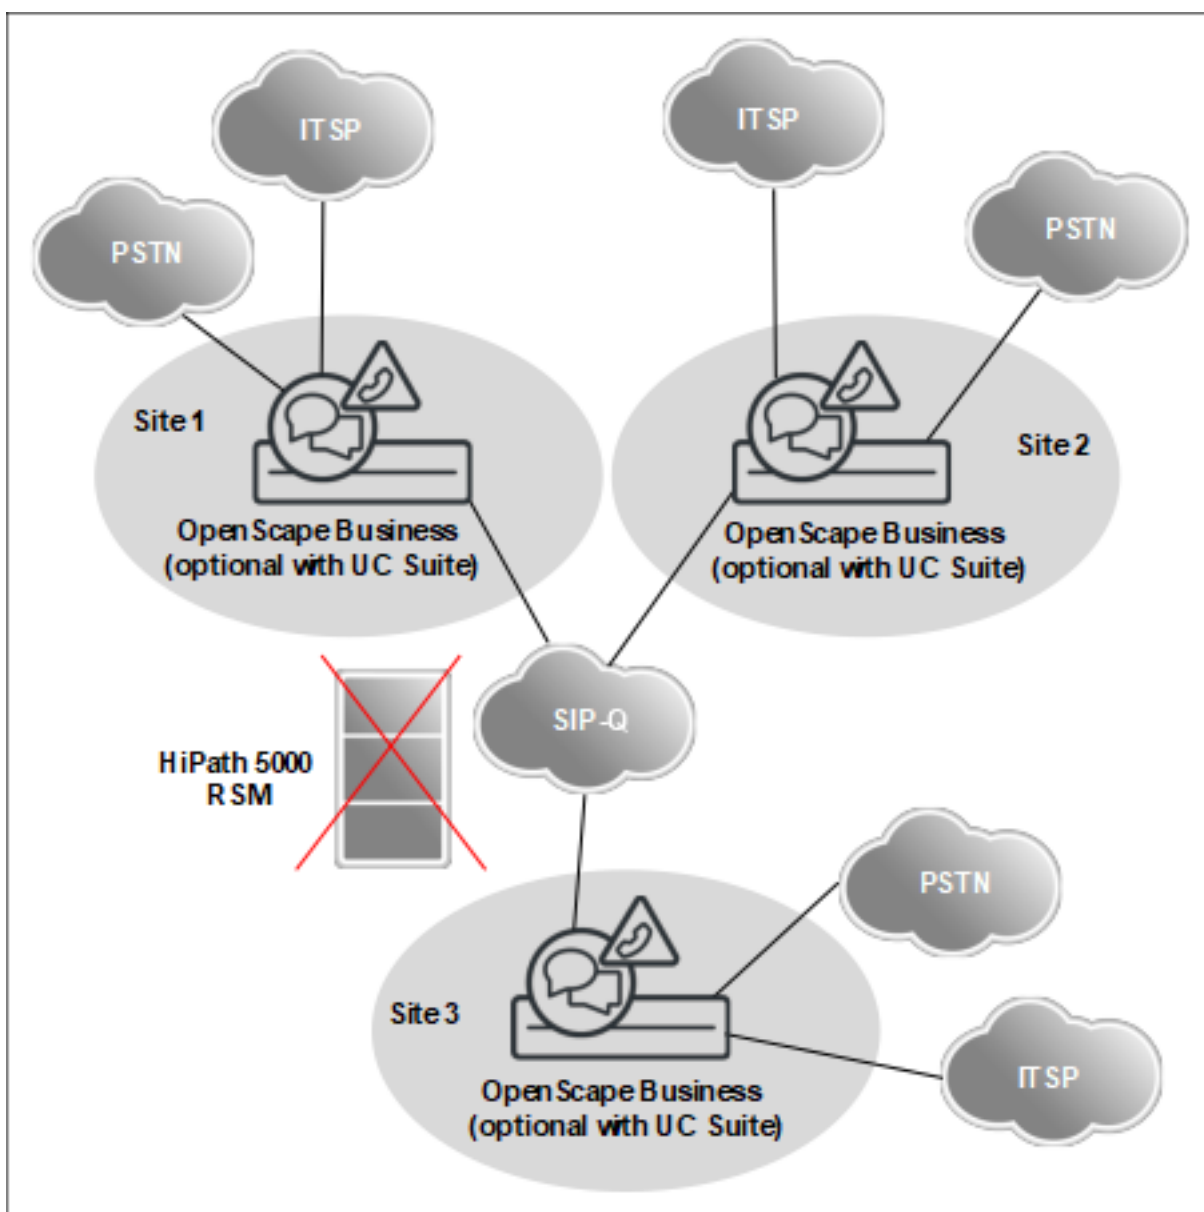 ITSP
ITSP
PSTN
PSTN
Site 1
Site 2
OpenScape Business
(optional with UC Suite)
OpenScape Business
(optional with UC Suite)
SIP-Q
HiPath 5000
RSM
PSTN
Site 3
ITSP
OpenScape Business
(optional with UC Suite)